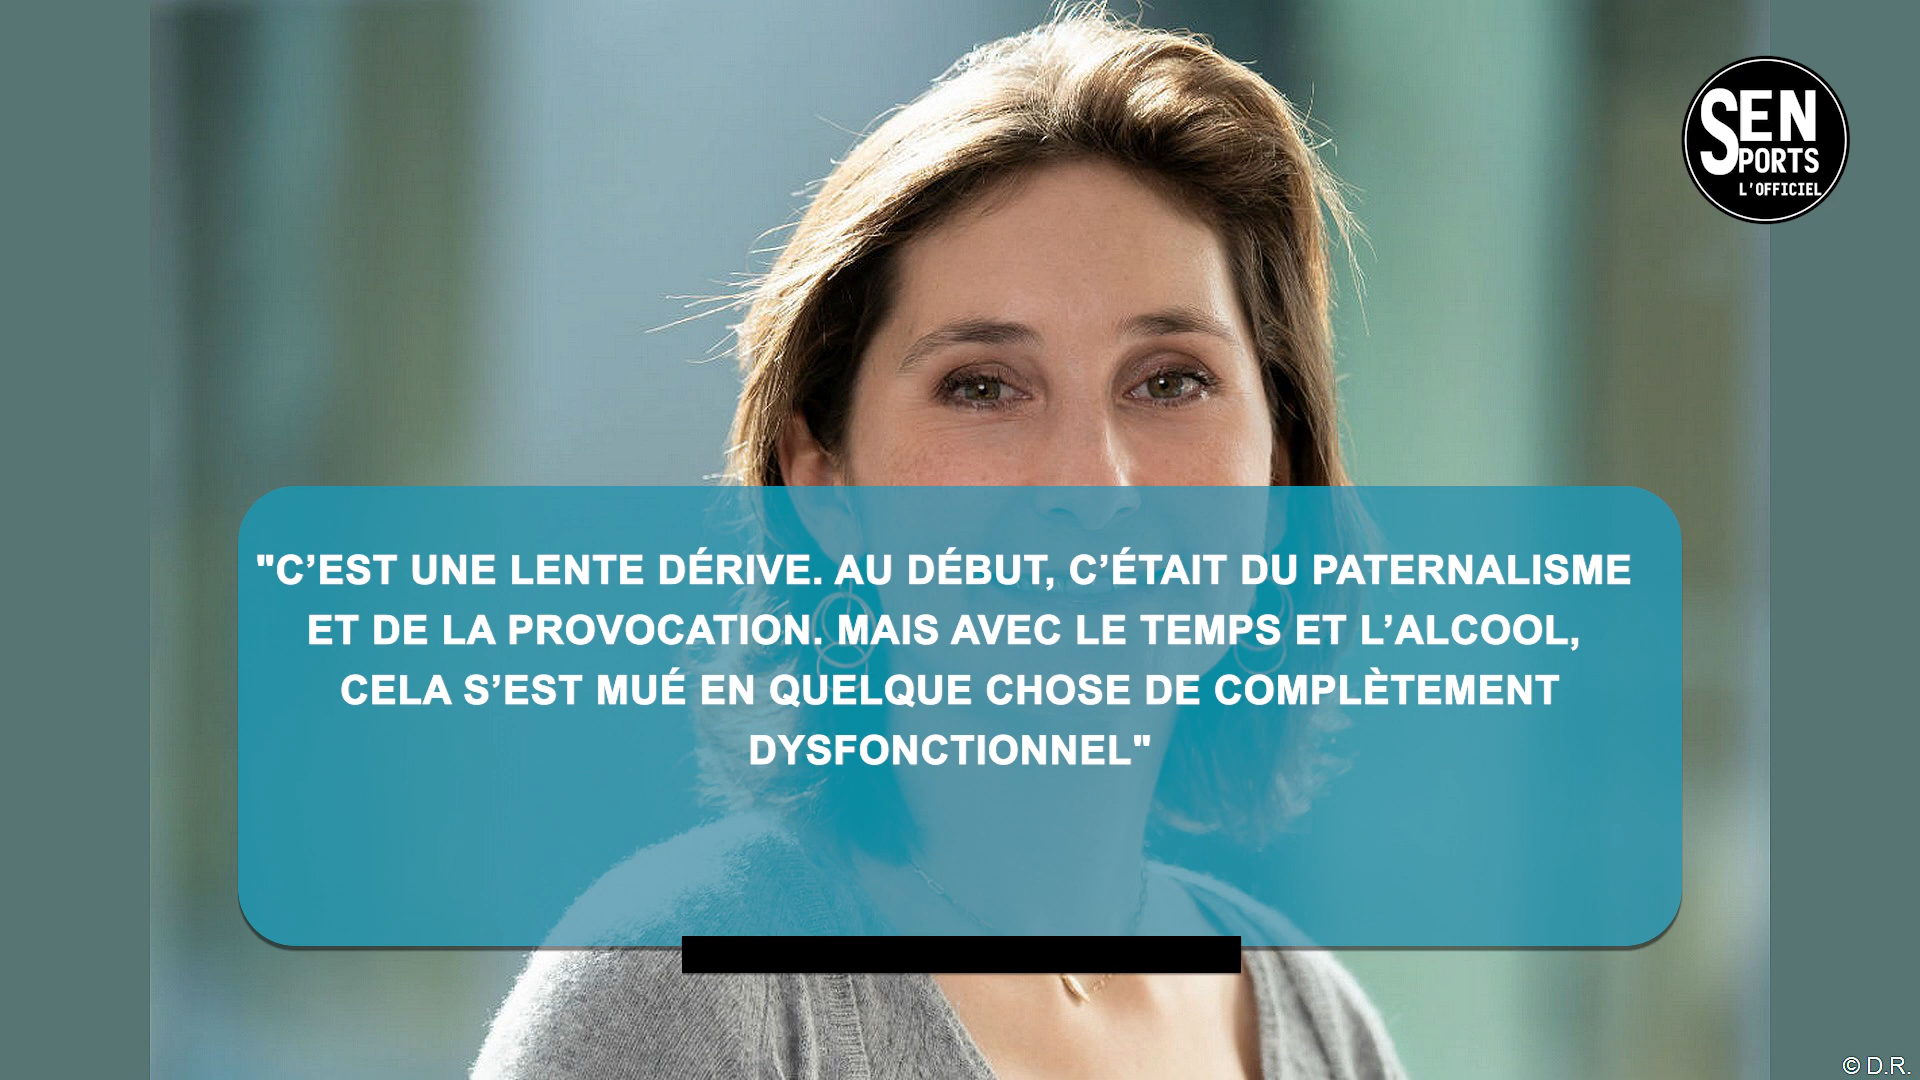 SEN
SPORTS
L'OFFICIEL
"C’EST UNE LENTE DÉRIVE. AU DÉBUT, C’ÉTAIT DU PATERNALISME
ET DE LA PROVOCATION. MAIS AVEC LE TEMPS ET L’ALCOOL,
CELA S’EST MUÉ EN QUELQUE CHOSE DE COMPLÈTEMENT
DYSFONCTIONNEL"
© D.R.